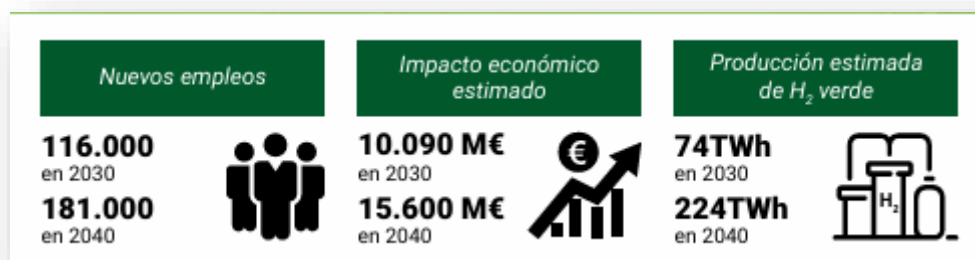 Nuevos empleos
116.000
en 2030
181.000
en 2040
Impacto económico
estimado
10.090 M€
en 2030
15.600 M€
en 2040
€
Producción estimada
de H₂ verde
74TWh
en 2030
224TWh
en 2040
H₂